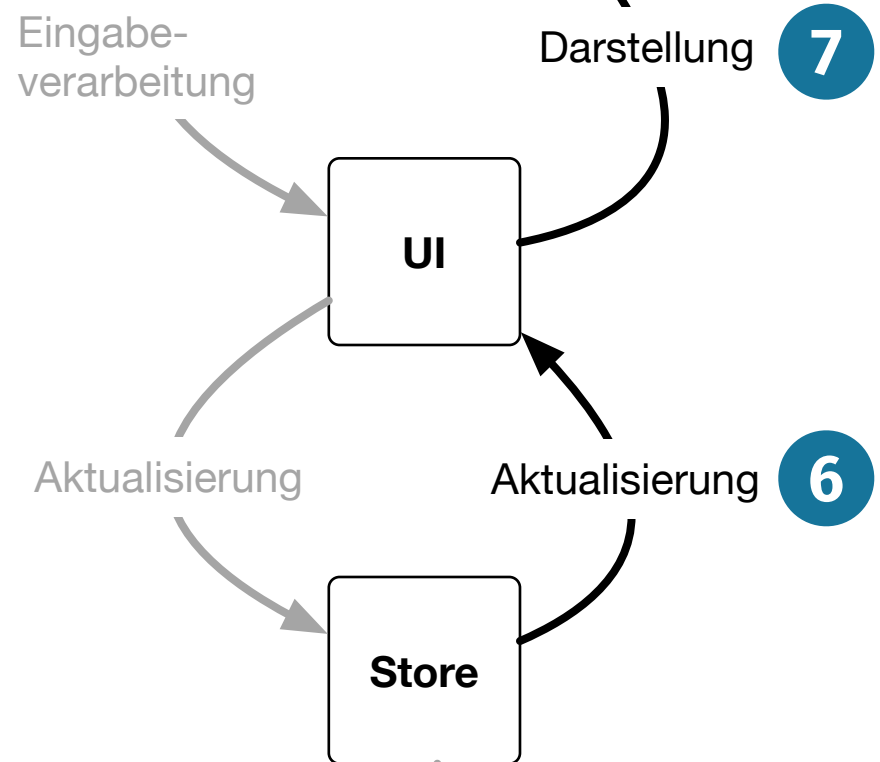 Eingabe-
verarbeitung
Darstellung 7
UI
Aktualisierung
Aktualisierung 6
Store